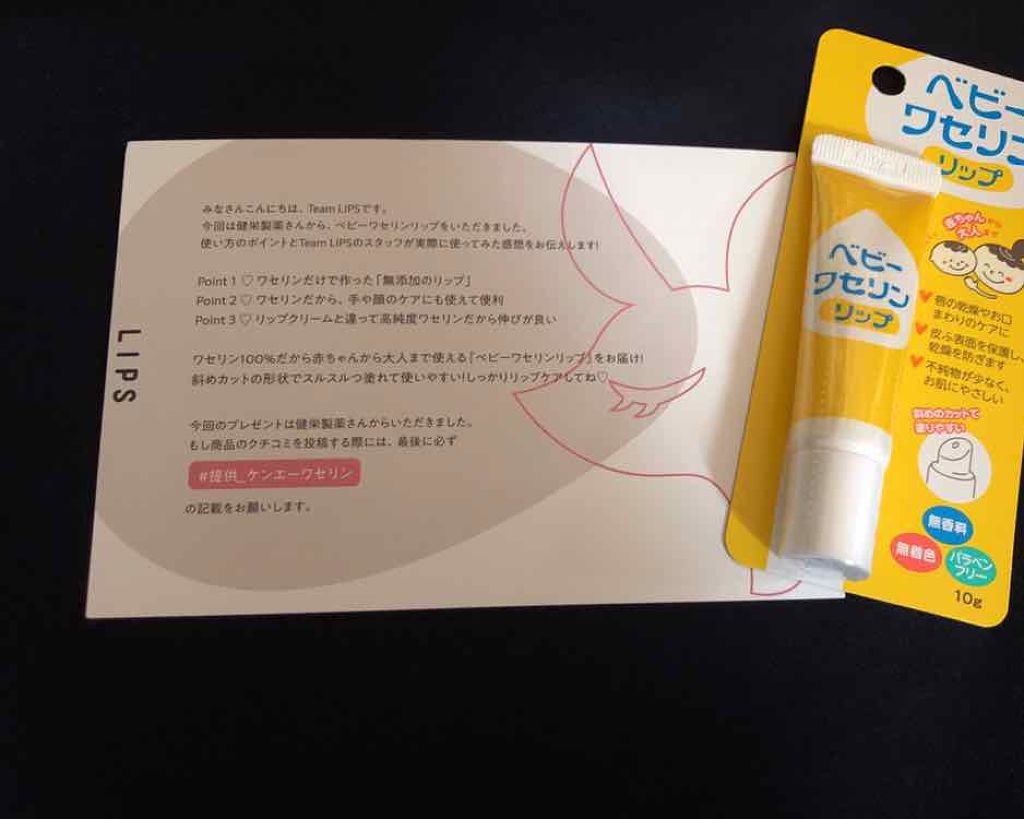 LIPS
みなさんこんにちは、Team LIPSです。
今回は健栄製薬さんから、ベビーワセリンリップをいただきました。
使い方のポイントとTeam LIPSのスタッフが実際に使ってみた感想をお伝えします!
Point 1 ♡ ワセリンだけで作った「無添加のリップ」
Point 2 ♡ ワセリンだから、手や顔のケアにも使えて便利
Point 3 ♡ リップクリームと違って高純度ワセリンだから伸びが良い
ワセリン100%だから赤ちゃんから大人まで使える「ベビーワセリンリップ」をお届け!
斜めカットの形状でスルスルつ塗れて使いやすい!しっかりリップケアしてね♡
今回のプレゼントは健栄製薬さんからいただきました。
もし商品のクチコミを投稿する際には、最後に必ず
#提供_ケンエーワセリン
の記載をお願いします。
ベビー
ワセリン
リップ
赤ちゃんから
大人まで
ベビー
ワセリン
リップ
唇の乾燥やお口
まわりのケアに
皮ふ表面を保護し、
乾燥を防ぎます
不純物が少なく、
お肌にやさしい
斜めのカットで
塗りやすい
無香料
無着色
パラベン
フリー
10g